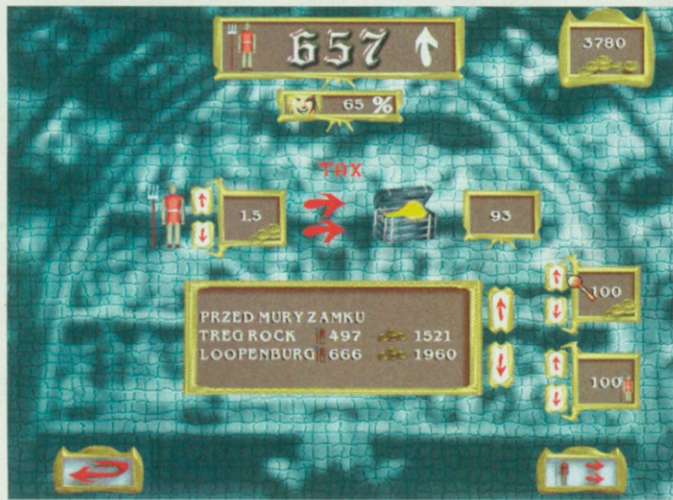 657
3780
65 %
TAX
1,5
93
100
PRZED MURY ZAMKU
TREG ROCK 497 1521
LOOPENBURG 666 1960
100